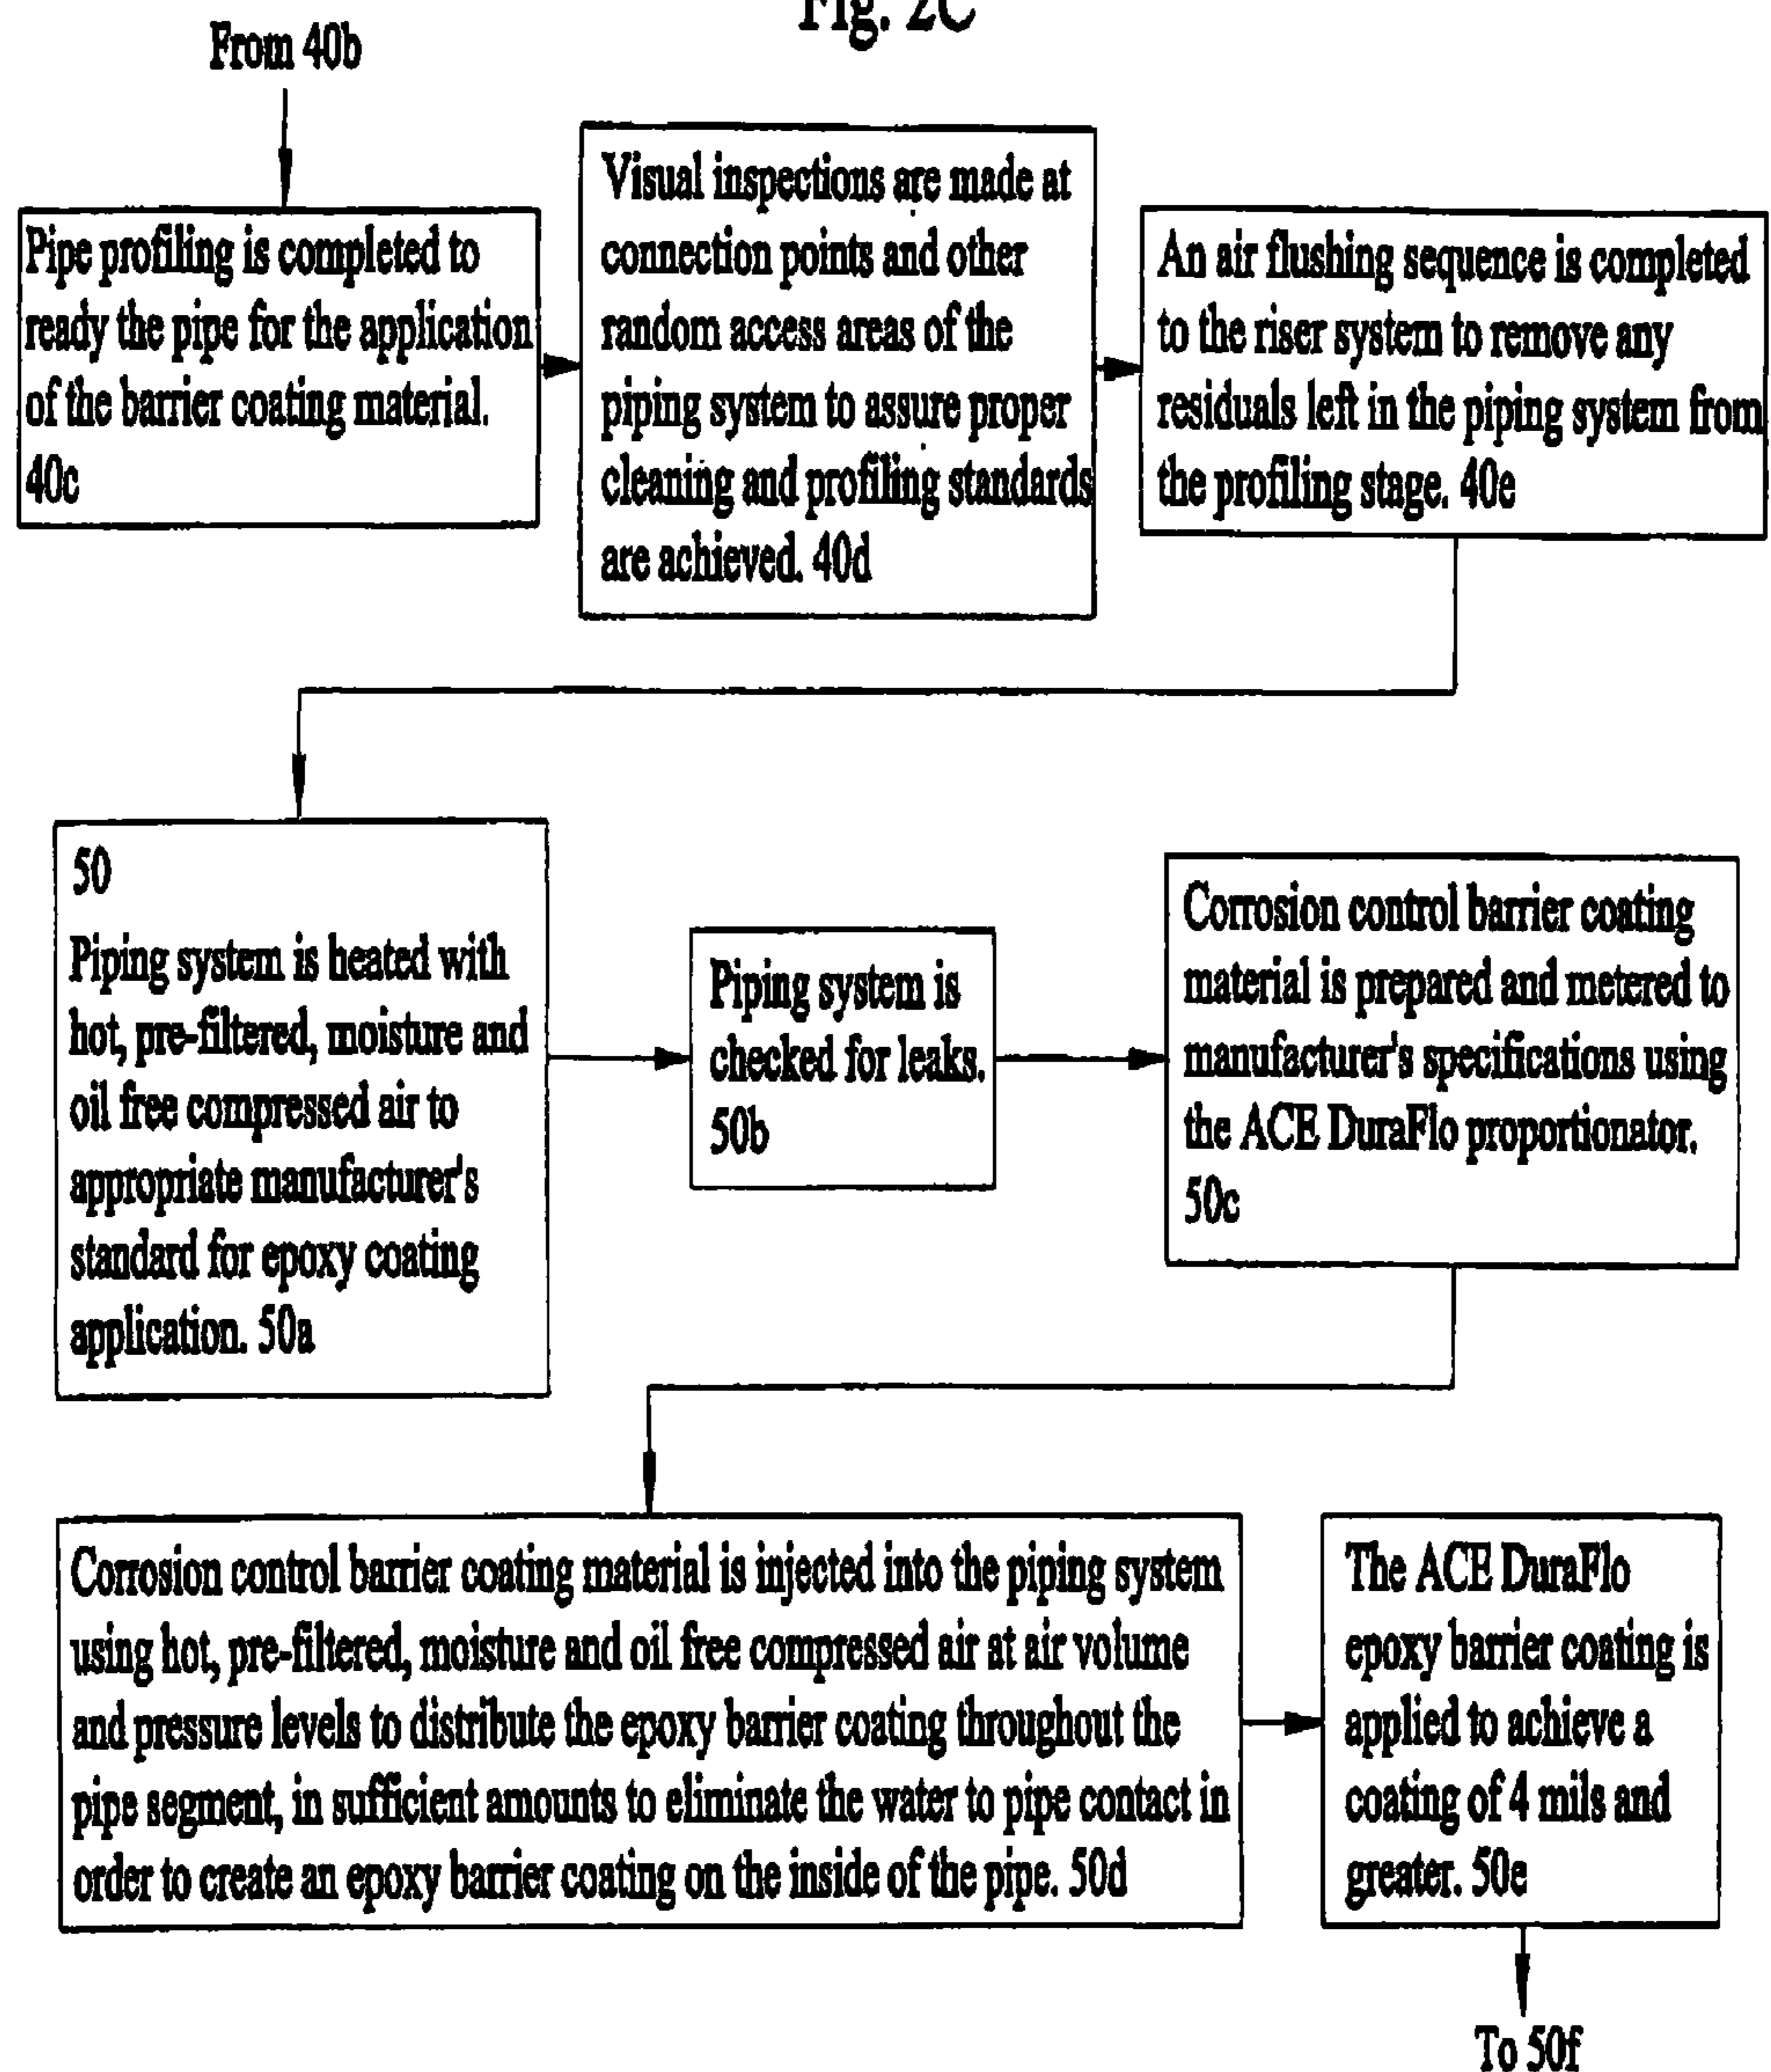 Fig. 2C
From 40b
Pipe profiling is completed to
ready the pipe for the application
of the barrier coating material.
40c
Visual inspections are made at
connection points and other
random access areas of the
piping system to assure proper
cleaning and profiling standards
are achieved. 40d
An air flushing sequence is completed
to the riser system to remove any
residuals left in the piping system from
the profiling stage. 40e
50
Piping system is heated with
hot, pre-filtered, moisture and
oil free compressed air to
appropriate manufacturer's
standard for epoxy coating
application. 50a
Piping system is
checked for leaks.
50b
Corrosion control barrier coating
material is prepared and metered to
manufacturer's specifications using
the ACE DuraFlo proportionator.
50c
Corrosion control barrier coating material is injected into the piping system
using hot, pre-filtered, moisture and oil free compressed air at air volume
and pressure levels to distribute the epoxy barrier coating throughout the
pipe segment, in sufficient amounts to eliminate the water to pipe contact in
order to create an epoxy barrier coating on the inside of the pipe. 50d
The ACE DuraFlo
epoxy barrier coating is
applied to achieve a
coating of 4 mils and
greater. 50e
To 50f